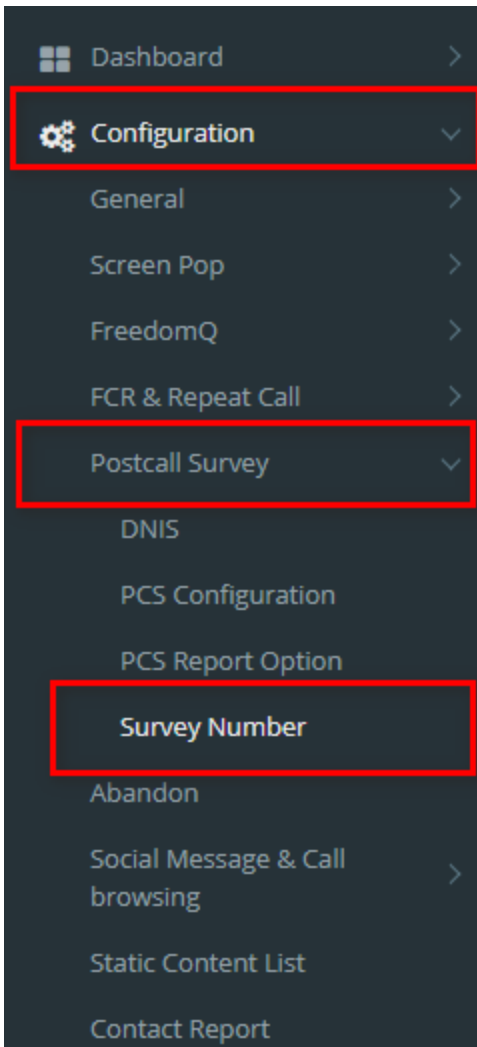 Dashboard
Configuration
General
Screen Pop
FreedomQ
FCR & Repeat Call
Postcall Survey
DNIS
PCS Configuration
PCS Report Option
Survey Number
Abandon
Social Message & Call
browsing
Static Content List
Contact Report